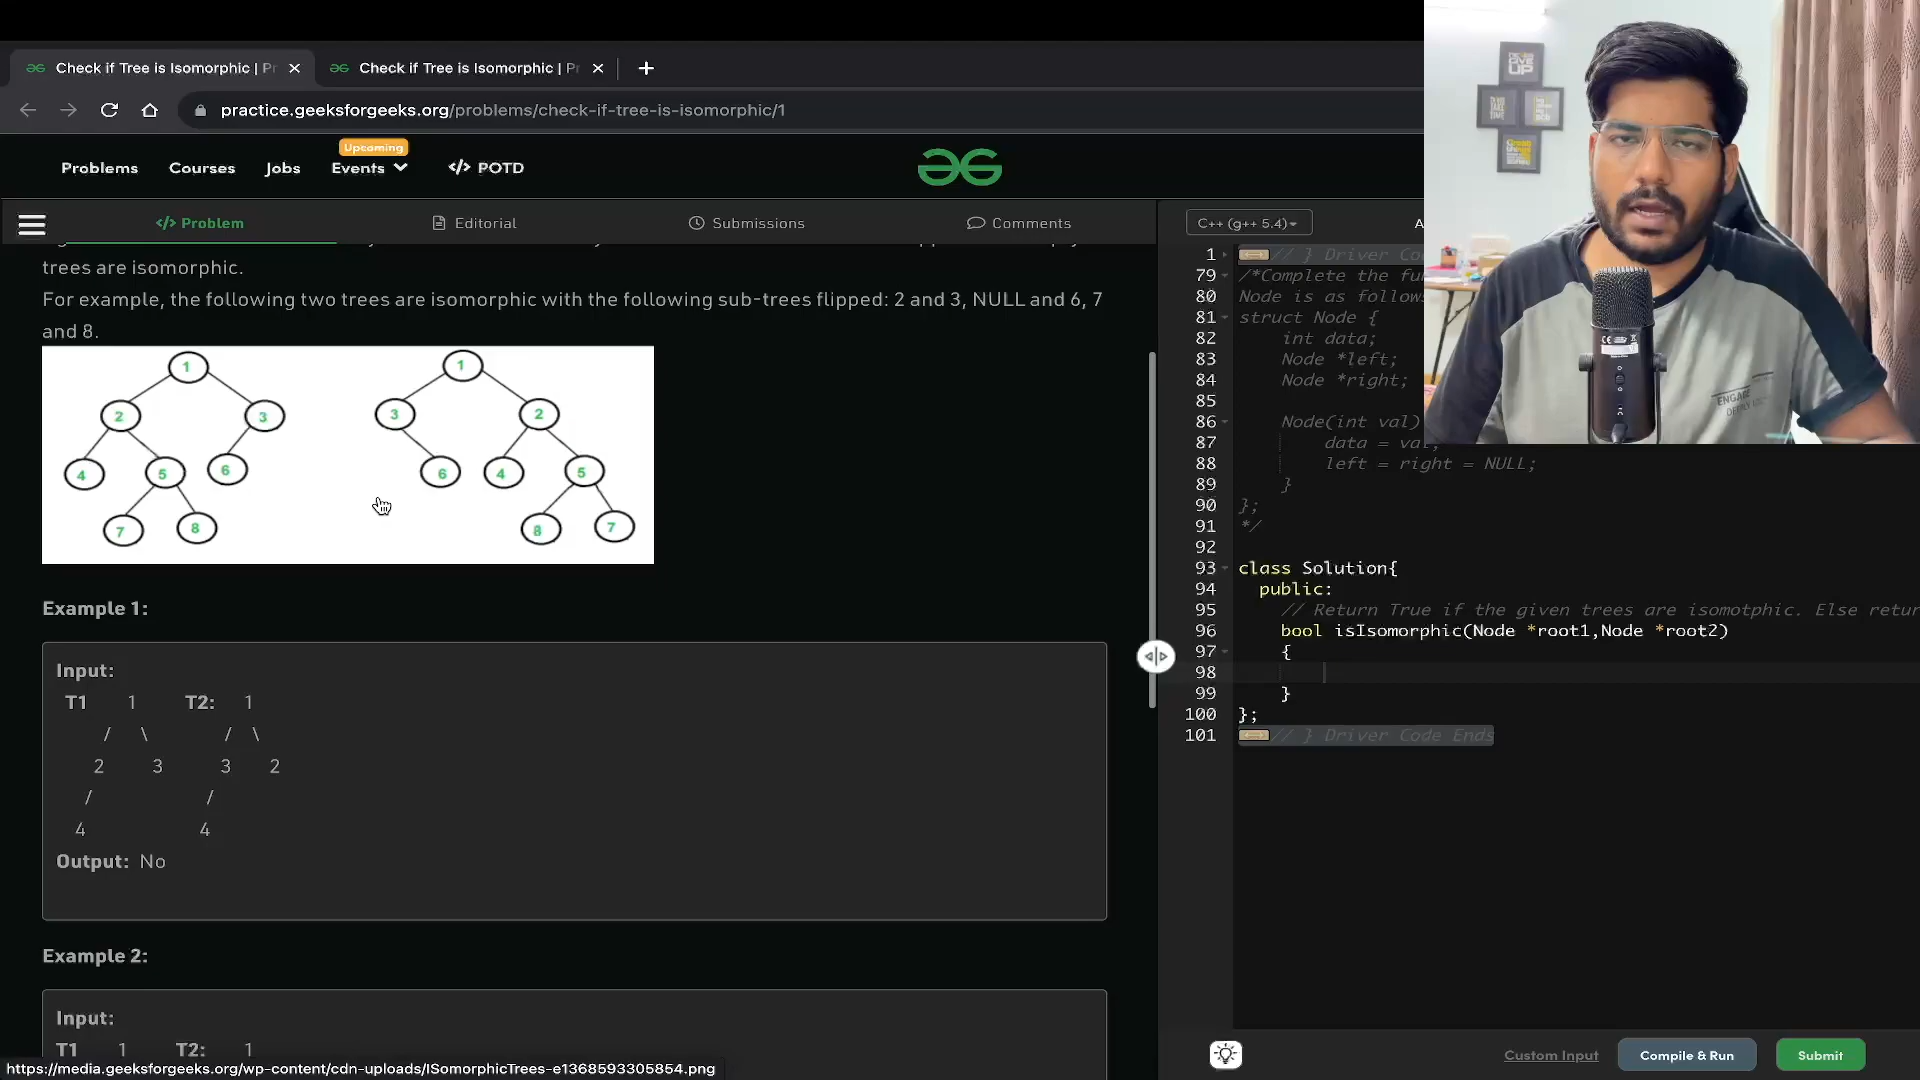 Check if Tree is Isomorphic | Pr
Check if Tree is Isomorphic | Pr
practice.geeksforgeeks.org/problems/check-if-tree-is-isomorphic/1
Problems
Courses
Jobs
Upcoming
Events
</> POTD
</> Problem
Editorial
Submissions
Comments
trees are isomorphic.
For example, the following two trees are isomorphic with the following sub-trees flipped: 2 and 3, NULL and 6, 7
and 8.
1 1
2 3 3 2
4 5 6 6 4 5
7 8 8 7
Example 1:
Input:
T1 1 T2: 1
/ \ / \
2 3 3 2
/ /
4 4
Output: No
Example 2:
Input:
T1 1 T2: 1
https://media.geeksforgeeks.org/wp-content/cdn-uploads/ISomorphicTrees-e1368593305854.png
C++ (g++ 5.4)
A
1 // } Driver Co
79 /*Complete the fu
80 Node is as follows
81 struct Node {
82 int data;
83 Node *left;
84 Node *right;
85
86 Node(int val)
87 data = val;
88 left = right = NULL;
89 }
90 };
91 */
92
93 class Solution{
94 public:
95 // Return True if the given trees are isomotphic. Else retur
96 bool isIsomorphic(Node *root1,Node *root2)
97 {
98
99 }
100 };
101 // } Driver Code Ends
Custom Input
Compile & Run
Submit
GIVE UP
ENGAGE